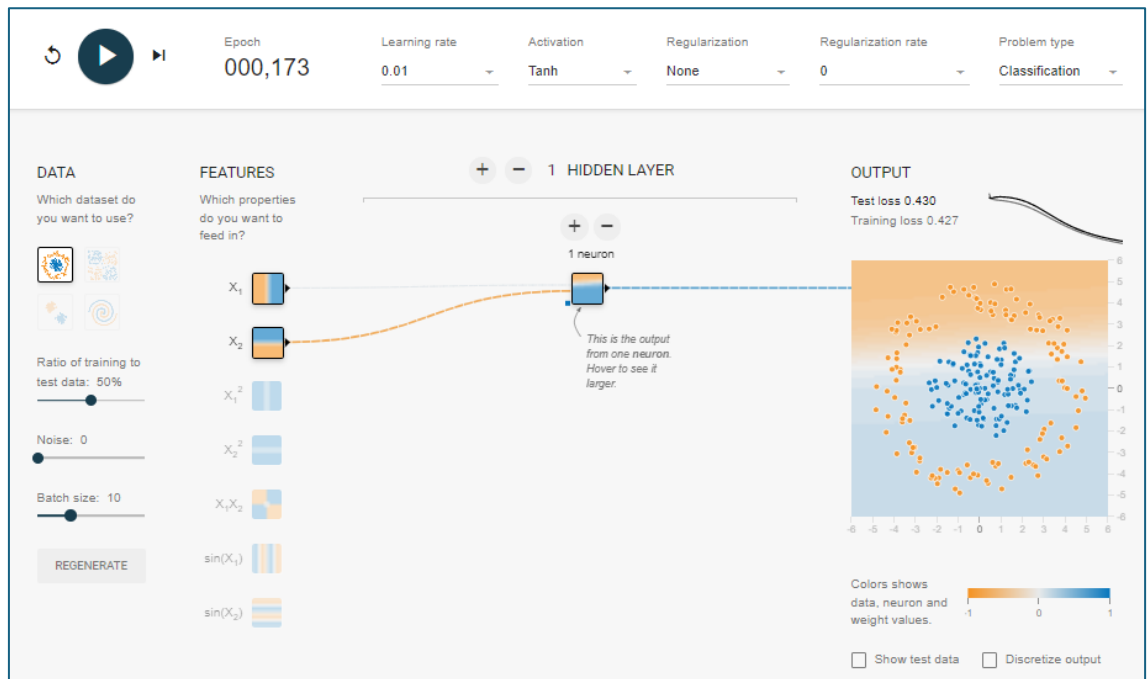 Epoch
000,173
Learning rate
0.01
Activation
Tanh
Regularization
None
Regularization rate
0
Problem type
Classification
DATA
Which dataset do
you want to use?
Ratio of training to
test data: 50%
Noise: 0
Batch size: 10
REGENERATE
FEATURES
Which properties
do you want to
feed in?
X₁
X₂
X₁²
X₂²
X₁X₂
sin(X₁)
sin(X₂)
+ − 1 HIDDEN LAYER
+ −
1 neuron
This is the output
from one neuron.
Hover to see it
larger.
OUTPUT
Test loss 0.430
Training loss 0.427
6
5
4
3
2
1
0
-1
-2
-3
-4
-5
-6
-6 -5 -4 -3 -2 -1 0 1 2 3 4 5 6
Colors shows
data, neuron and
weight values.
-1 0 1
Show test data
Discretize output